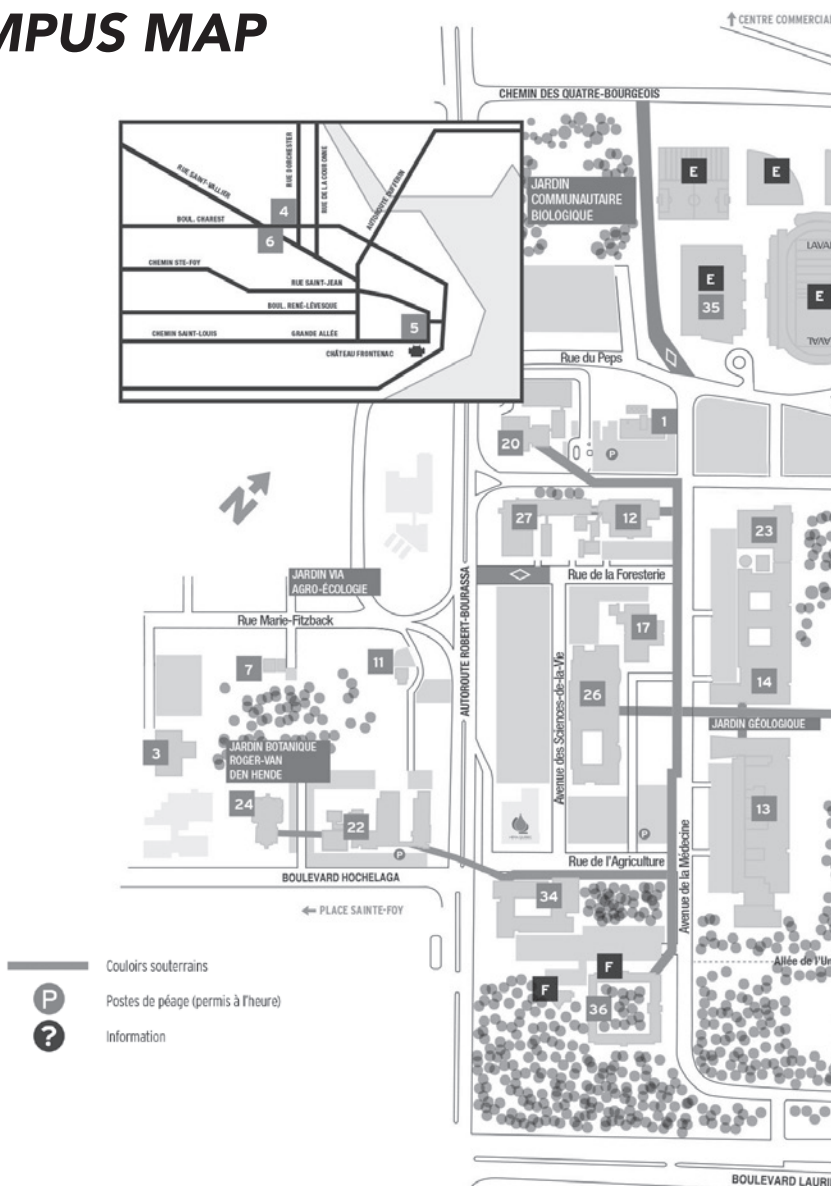 MPUS MAP
CENTRE COMMERCIAL
CHEMIN DES QUATRE-BOURGEOIS
RUE SAINT-VALLIER
RUE DORCHESTER
RUE DE LA COURONNE
AUTOROUTE DUFFERIN
4
BOUL. CHAREST
6
CHEMIN STE-FOY
RUE SAINT-JEAN
BOUL. RENÉ-LÉVESQUE
5
CHEMIN SAINT-LOUIS
GRANDE ALLÉE
CHÂTEAU FRONTENAC
JARDIN
COMMUNAUTAIRE
BIOLOGIQUE
E
E
LAVAL
E
35
E
LAVAL
Rue du Peps
20
1
P
27
12
23
Rue de la Foresterie
JARDIN VIA
AGRO-ÉCOLOGIE
N
Rue Marie-Fitzback
AUTOROUTE ROBERT-BOURASSA
17
7
11
26
14
Avenue des Sciences-de-la-Vie
JARDIN GÉOLOGIQUE
3
JARDIN BOTANIQUE
ROGER-VAN
DEN HENDE
24
22
13
P
P
Rue de l'Agriculture
Avenue de la Médecine
BOULEVARD HOCHELAGA
34
PLACE SAINTE-FOY
Allée de l'Un
F
F
36
Couloirs souterrains
P
Postes de péage (permis à l'heure)
?
Information
BOULEVARD LAURI